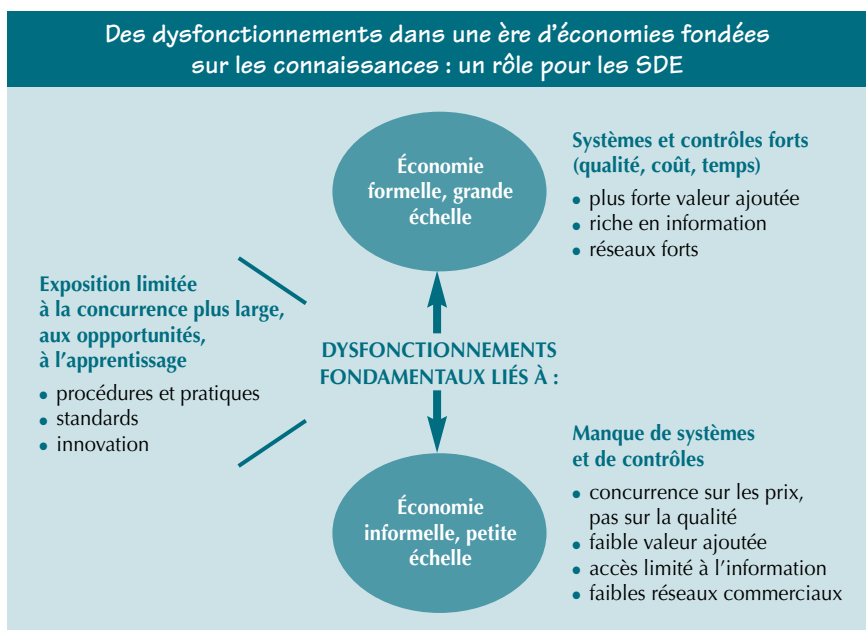 Des dysfonctionnements dans une ère d'économies fondées
sur les connaissances : un rôle pour les SDE
Économie
formelle, grande
échelle
Systèmes et contrôles forts
(qualité, coût, temps)
• plus forte valeur ajoutée
• riche en information
• réseaux forts
Exposition limitée
à la concurrence plus large,
aux oppportunités,
à l'apprentissage
• procédures et pratiques
• standards
• innovation
DYSFONCTIONNEMENTS
FONDAMENTAUX LIÉS À :
Économie
informelle, petite
échelle
Manque de systèmes
et de contrôles
• concurrence sur les prix,
pas sur la qualité
• faible valeur ajoutée
• accès limité à l'information
• faibles réseaux commerciaux